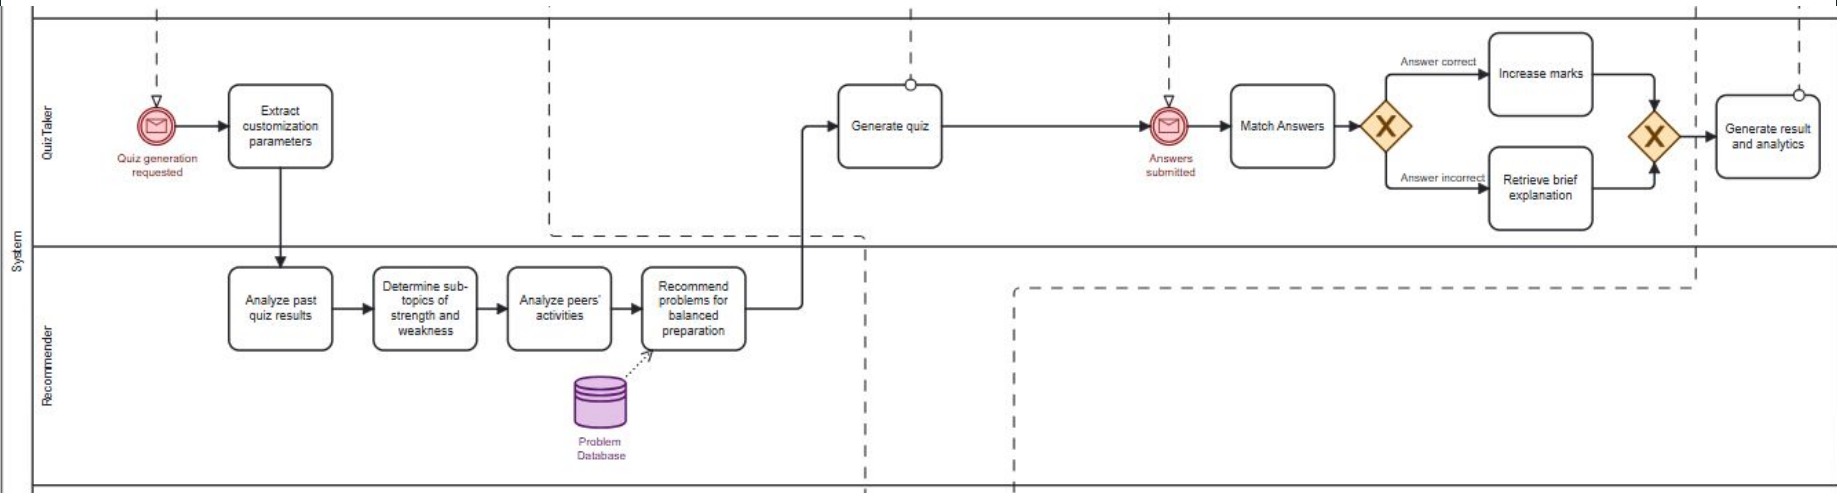 System
QuizTaker
Quiz generation
requested
Extract
customization
parameters
Generate quiz
Answers
submitted
Match Answers
X
Answer correct
Answer incorrect
Increase marks
Retrieve brief
explanation
X
Generate result
and analytics
Recommender
Analyze past
quiz results
Determine sub-
topics of
strength and
weakness
Analyze peers'
activities
Recommend
problems for
balanced
preparation
Problem
Database